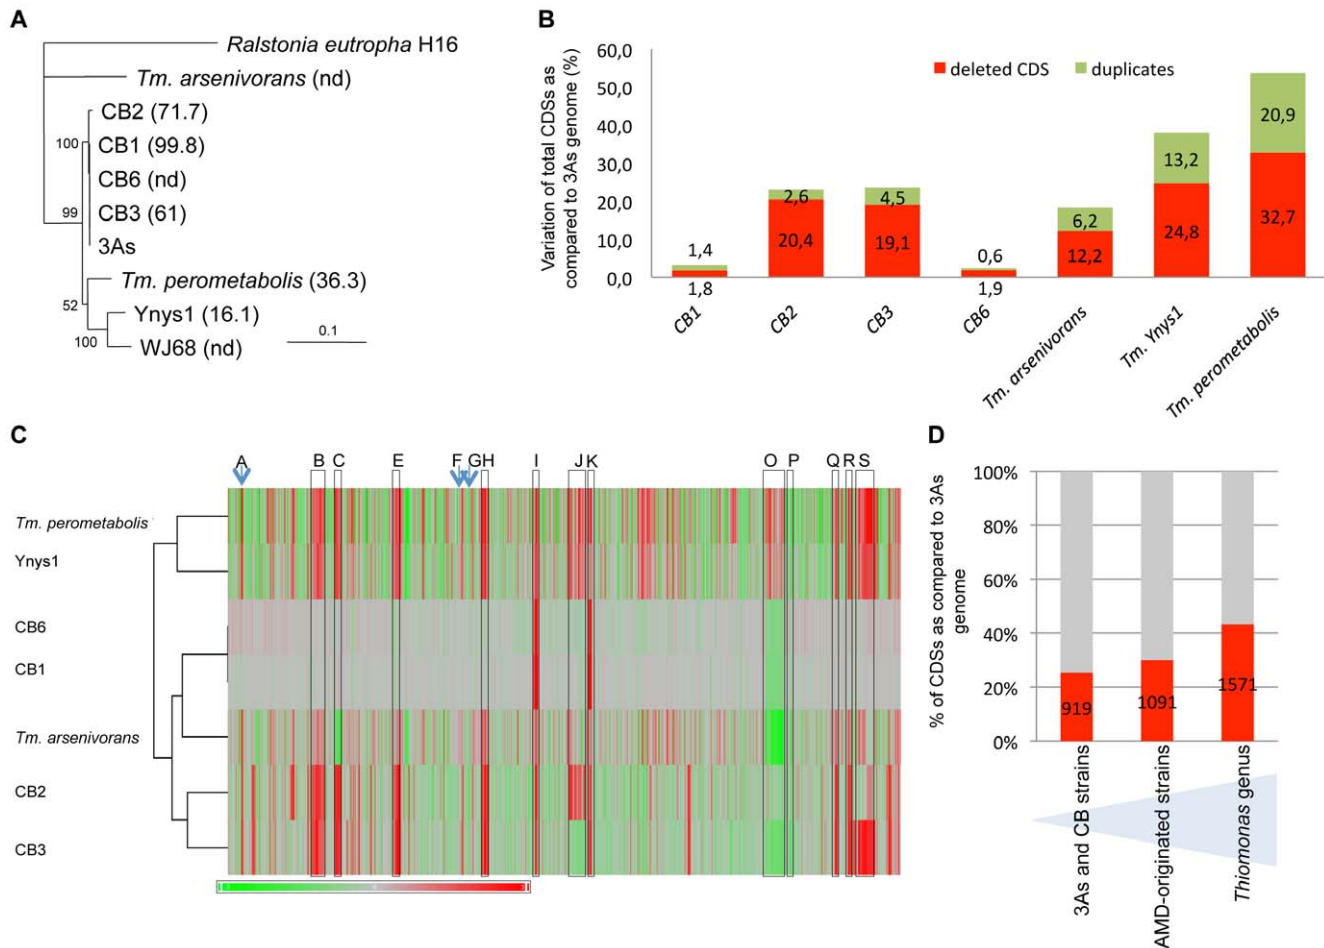 A
Ralstonia eutropha H16
Tm. arsenivorans (nd)
CB2 (71.7)
100
CB1 (99.8)
CB6 (nd)
99
CB3 (61)
3As
Tm. perometabolis (36.3)
52
Ynys1 (16.1)
100
WJ68 (nd)
0.1
B
Variation of total CDSs as
compared to 3As genome (%)
60,0
50,0
40,0
30,0
20,0
10,0
0,0
deleted CDS
duplicates
1,4
1,8
2,6
20,4
4,5
19,1
0,6
1,9
6,2
12,2
13,2
24,8
20,9
32,7
CB1
CB2
CB3
CB6
Tm. arsenivorans
Tm. Ynys1
Tm. perometabolis
C
A B C E F G H I J K O P Q R S
Tm. perometabolis
Ynys1
CB6
CB1
Tm. arsenivorans
CB2
CB3
D
% of CDSs as compared to 3As
genome
100%
80%
60%
40%
20%
0%
919
1091
1571
3As and CB strains
AMD-originated strains
Thiomonas genus